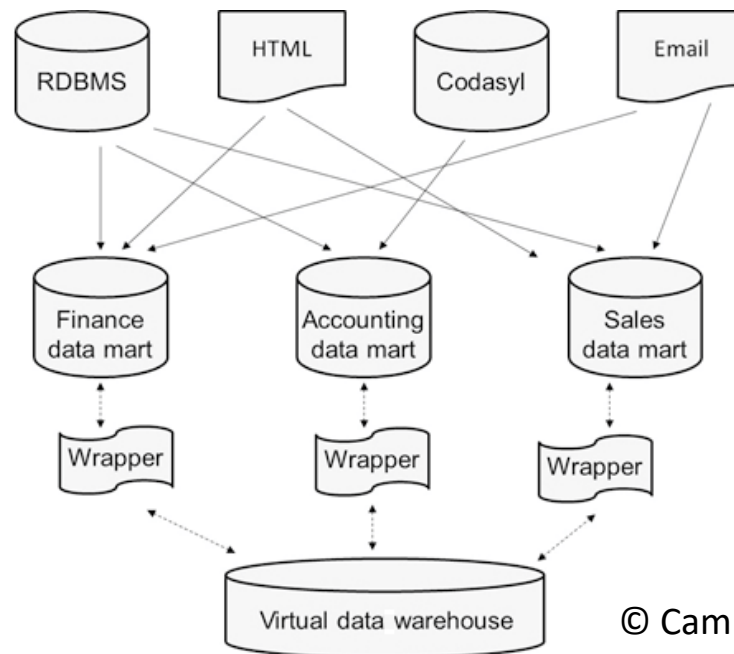 RDBMS
HTML
Codasyl
Email
Finance
data mart
Accounting
data mart
Sales
data mart
Wrapper
Wrapper
Wrapper
Virtual data warehouse
© Cam